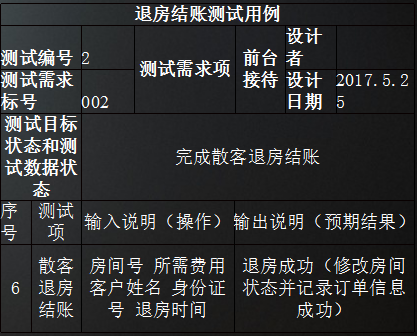 退房结账测试用例
测试编号 2 测试需求项 前台接待 设计者
测试需求标号 002 设计日期 2017.5.25
测试目标状态和测试数据状态 完成散客退房结账
序号 测试项 输入说明（操作） 输出说明（预期结果）
6 散客退房结账 房间号 所需费用 客户姓名 身份证号 退房时间 退房成功（修改房间状态并记录订单信息成功）